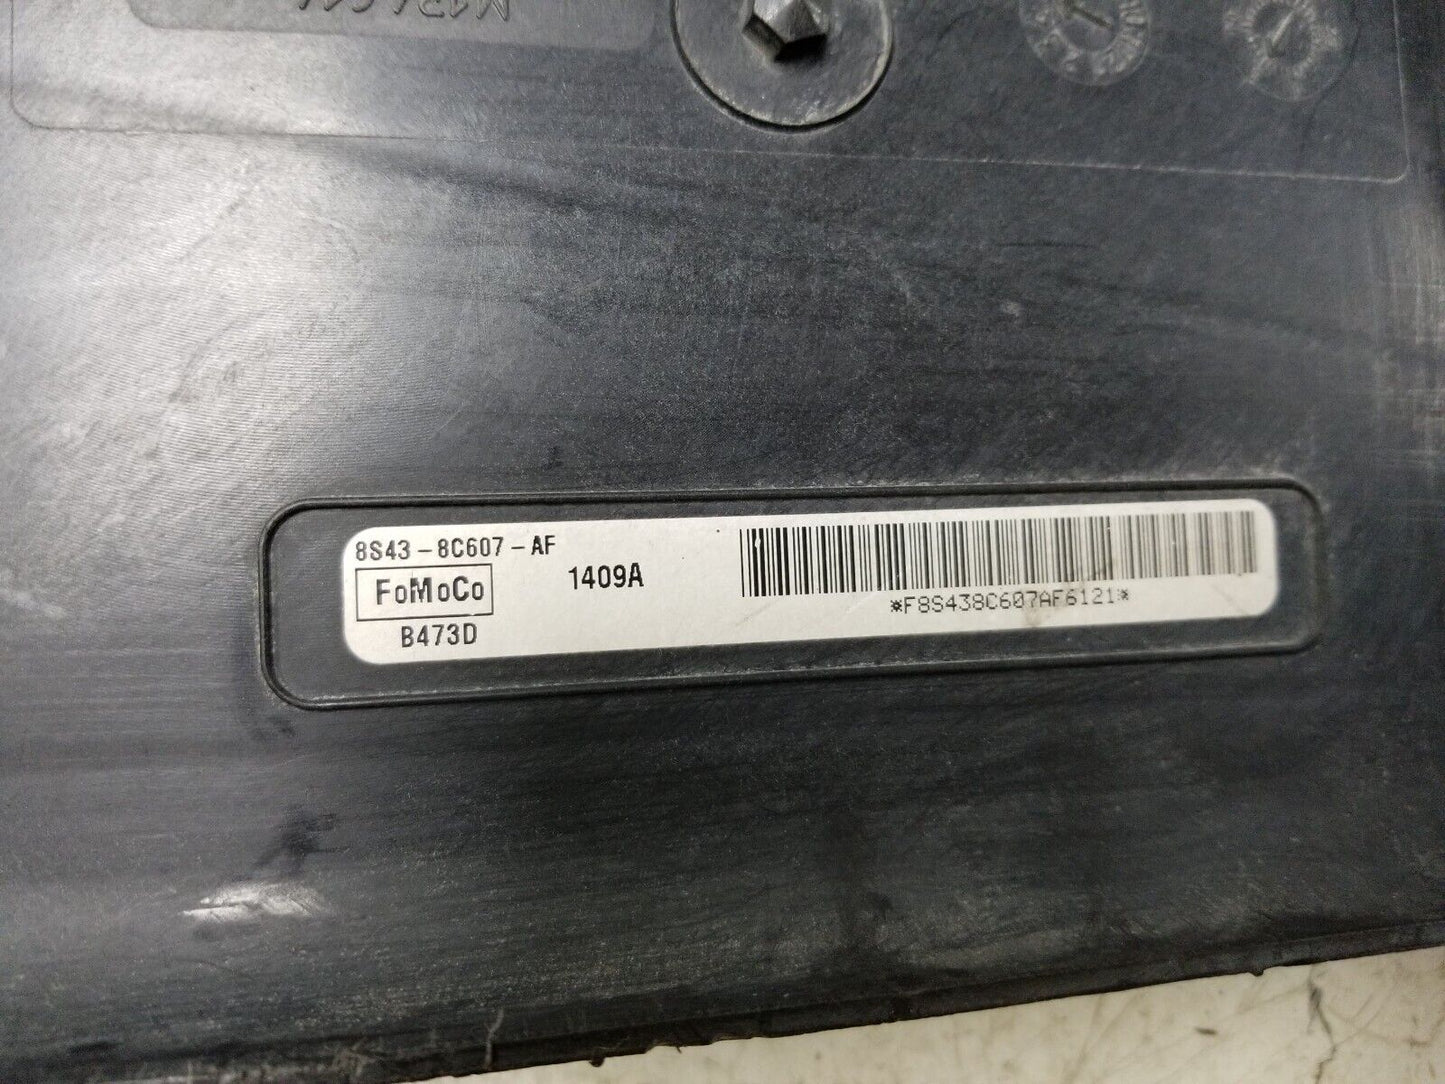 8S43-8C607-AF
FoMoCo
1409A
B473D
*F8S438C607AF6121*